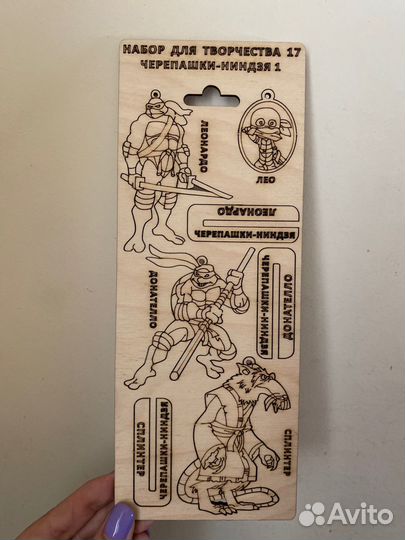 НАБОР ДЛЯ ТВОРЧЕСТВА 17
ЧЕРЕПАШКИ-НИНДЗЯ 1
ЛЕОНАРДО
ЛЕО
ЛЕОНАРДО
ЧЕРЕПАШКИ-НИНДЗЯ
ДОНАТЕЛЛО
ЧЕРЕПАШКИ-НИНДЗЯ
ДОНАТЕЛЛО
СПЛИНТЕР
ЧЕРЕПАШКИ-НИНДЗЯ
СПЛИНТЕР
Avito